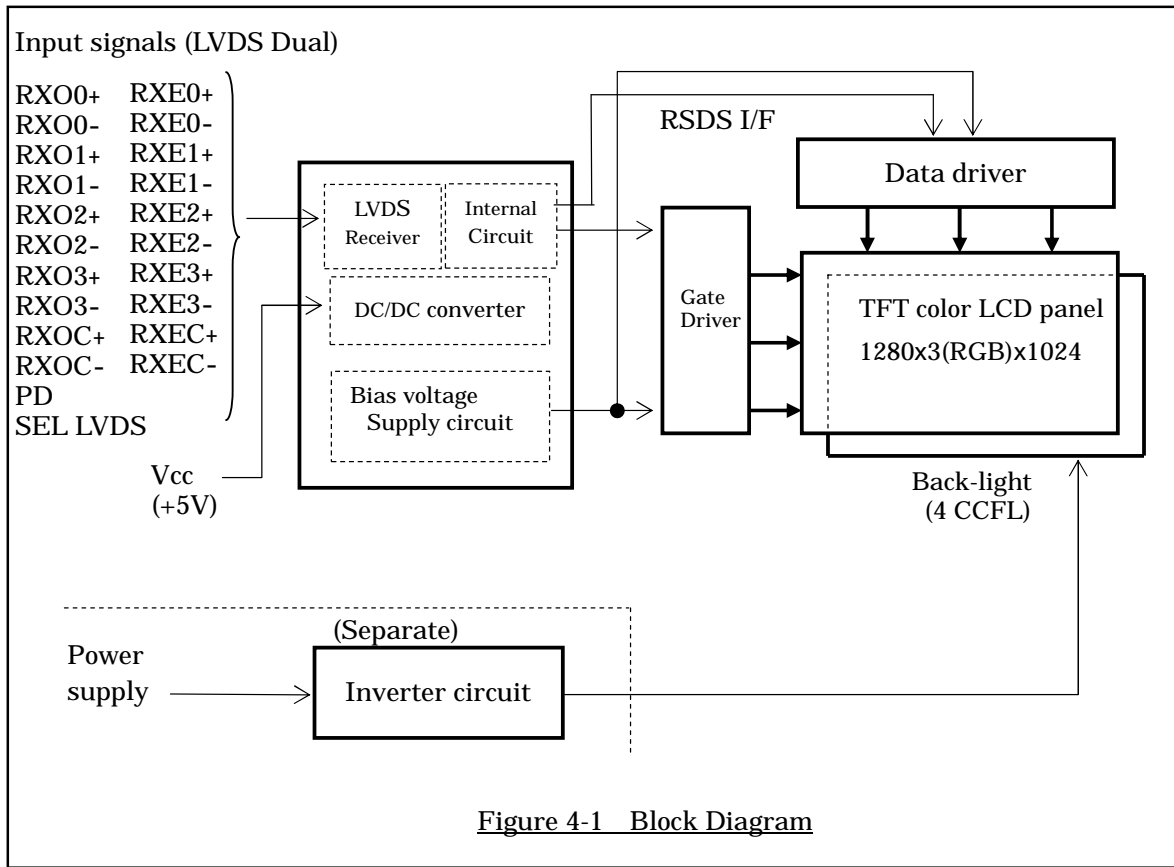 Input signals (LVDS Dual)
RXO0+ RXE0+
RXO0- RXE0-
RXO1+ RXE1+
RXO1- RXE1-
RXO2+ RXE2+
RXO2- RXE2-
RXO3+ RXE3+
RXO3- RXE3-
RXOC+ RXEC+
RXOC- RXEC-
PD
SEL LVDS
Vcc
(+5V)
LVDS
Receiver
Internal
Circuit
DC/DC converter
Bias voltage
Supply circuit
RSDS I/F
Data driver
Gate
Driver
TFT color LCD panel
1280x3(RGB)x1024
Back-light
(4 CCFL)
(Separate)
Power
supply
Inverter circuit
Figure 4-1 Block Diagram